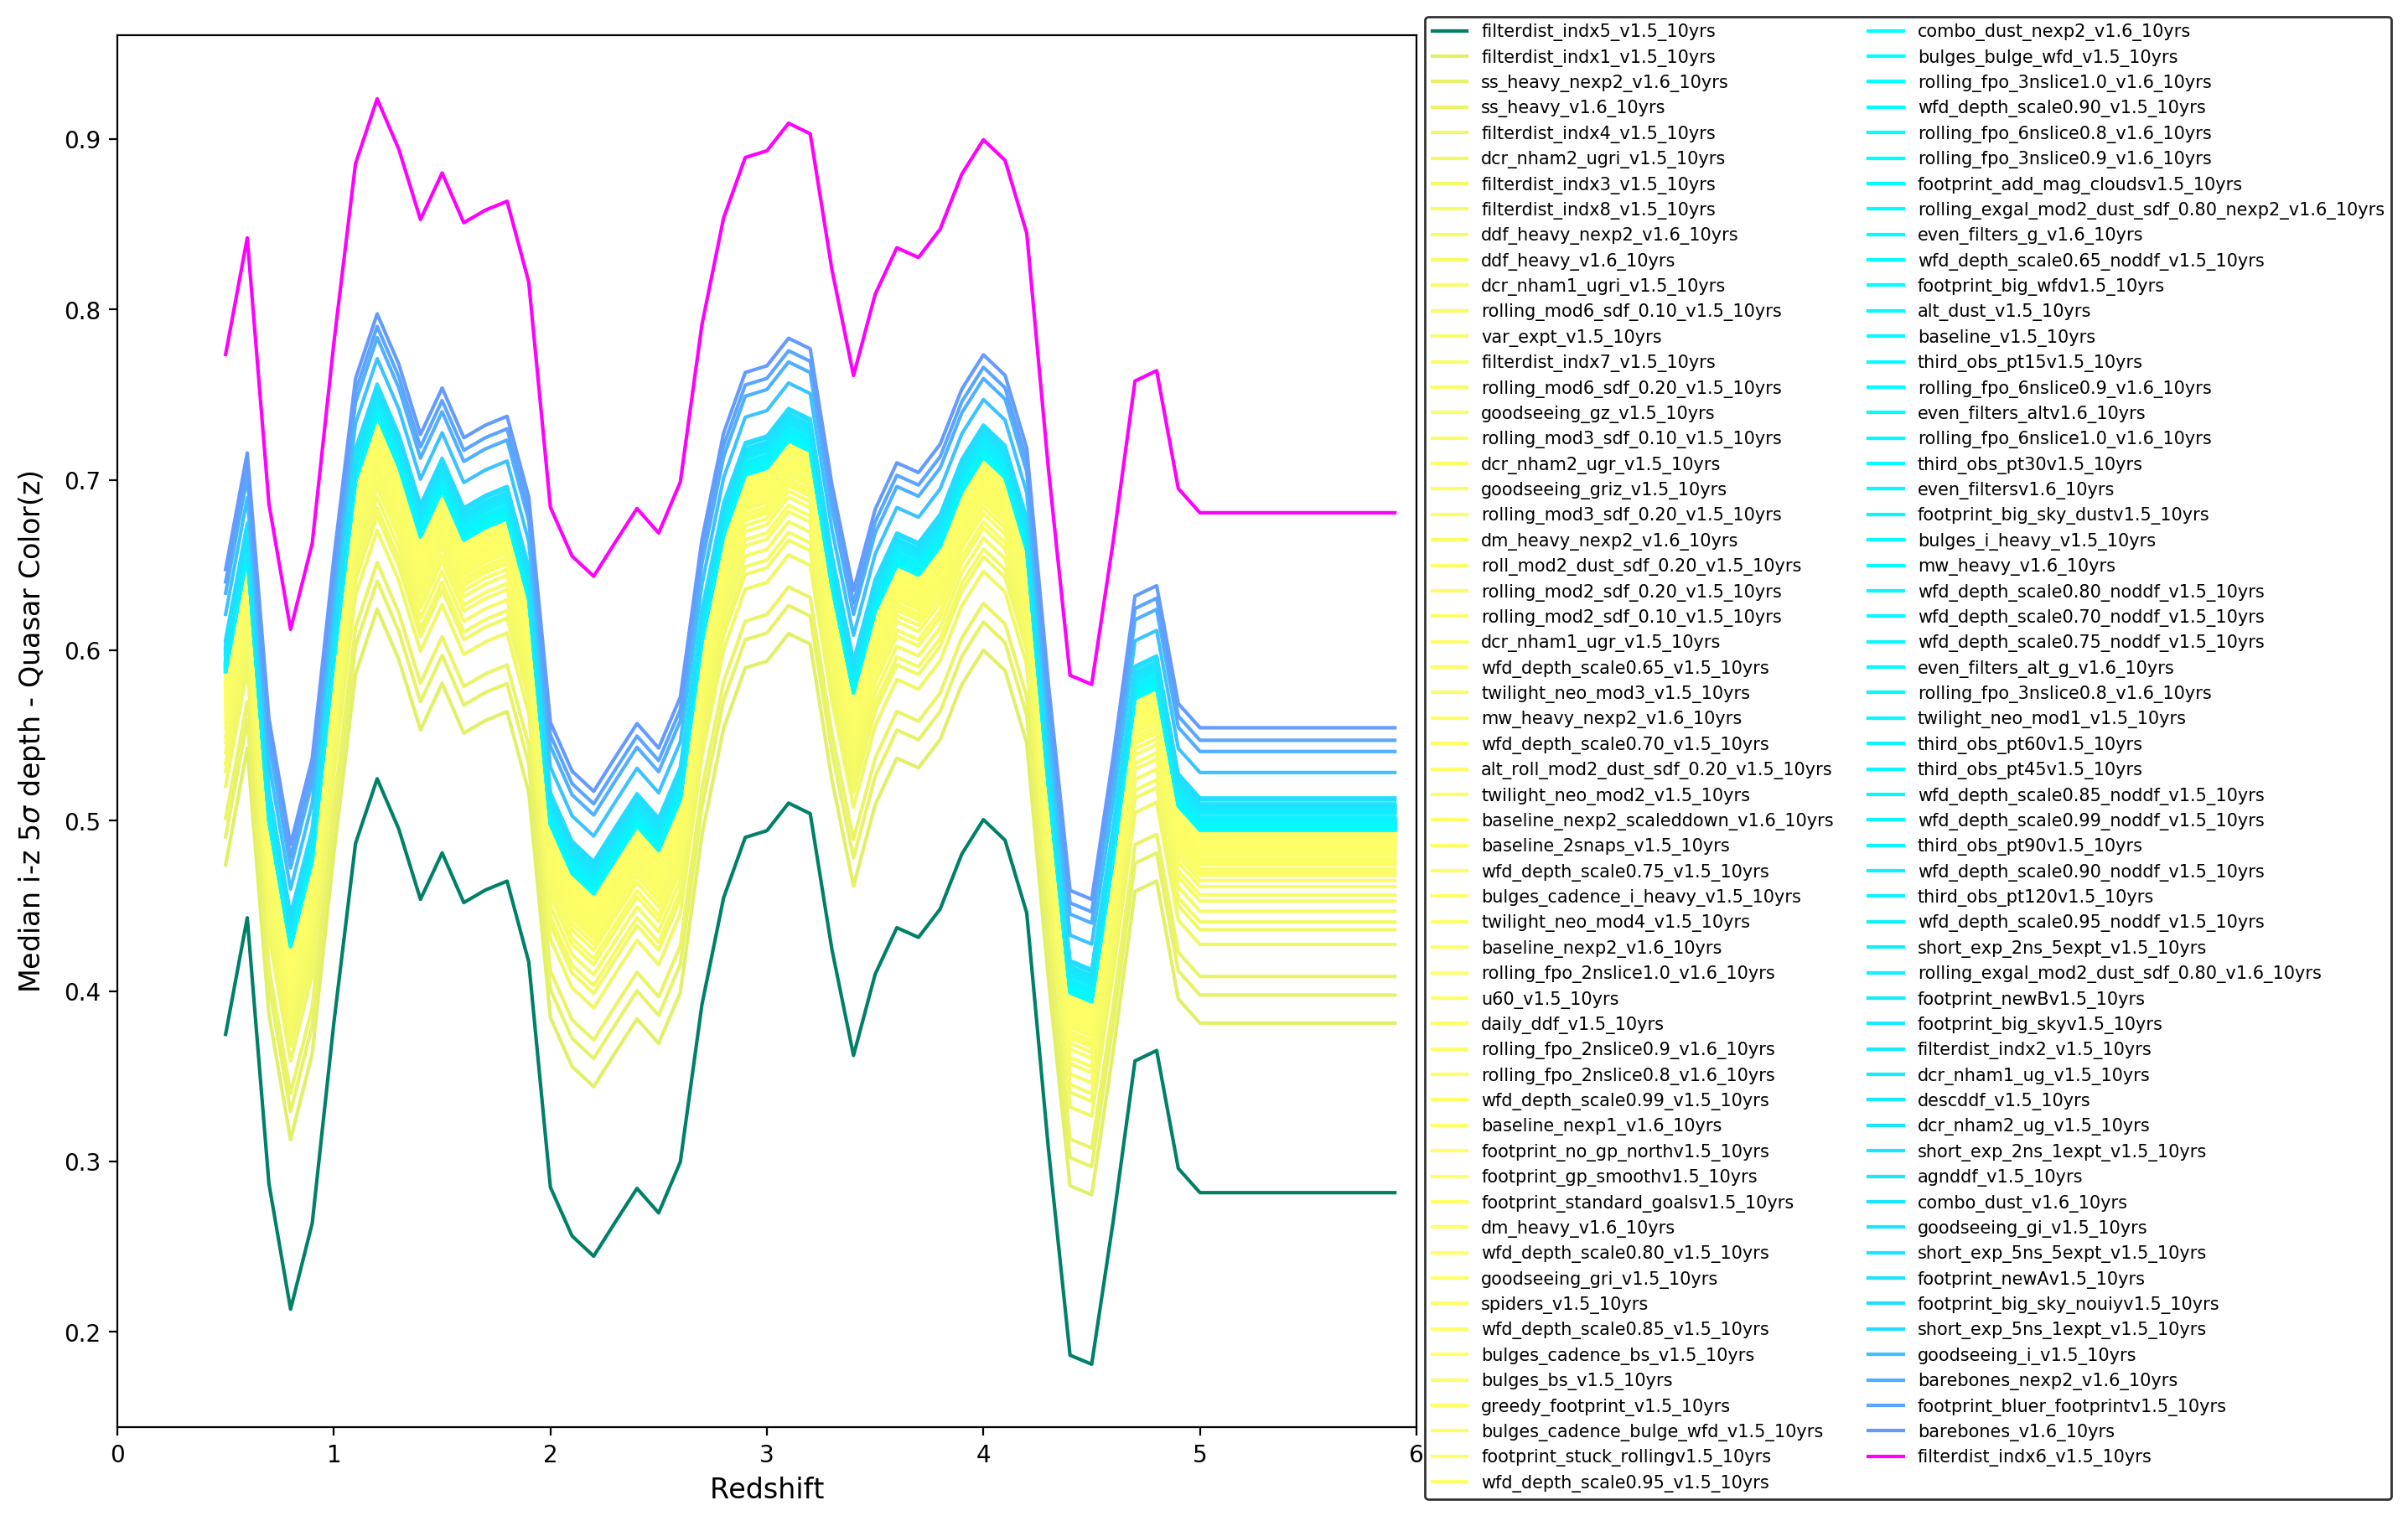 0.9
0.8
0.7
0.6
0.5
0.4
0.3
0.2
Median i-z 5σ depth - Quasar Color(z)
0
1
2
3
4
5
6
Redshift
filterdist_indx5_v1.5_10yrs
filterdist_indx1_v1.5_10yrs
ss_heavy_nexp2_v1.6_10yrs
ss_heavy_v1.6_10yrs
filterdist_indx4_v1.5_10yrs
dcr_nham2_ugri_v1.5_10yrs
filterdist_indx3_v1.5_10yrs
filterdist_indx8_v1.5_10yrs
ddf_heavy_nexp2_v1.6_10yrs
ddf_heavy_v1.6_10yrs
dcr_nham1_ugri_v1.5_10yrs
rolling_mod6_sdf_0.10_v1.5_10yrs
var_expt_v1.5_10yrs
filterdist_indx7_v1.5_10yrs
rolling_mod6_sdf_0.20_v1.5_10yrs
goodseeing_gz_v1.5_10yrs
rolling_mod3_sdf_0.10_v1.5_10yrs
dcr_nham2_ugr_v1.5_10yrs
goodseeing_griz_v1.5_10yrs
rolling_mod3_sdf_0.20_v1.5_10yrs
dm_heavy_nexp2_v1.6_10yrs
roll_mod2_dust_sdf_0.20_v1.5_10yrs
rolling_mod2_sdf_0.20_v1.5_10yrs
rolling_mod2_sdf_0.10_v1.5_10yrs
dcr_nham1_ugr_v1.5_10yrs
wfd_depth_scale0.65_v1.5_10yrs
twilight_neo_mod3_v1.5_10yrs
mw_heavy_nexp2_v1.6_10yrs
wfd_depth_scale0.70_v1.5_10yrs
alt_roll_mod2_dust_sdf_0.20_v1.5_10yrs
twilight_neo_mod2_v1.5_10yrs
baseline_nexp2_scaleddown_v1.6_10yrs
baseline_2snaps_v1.5_10yrs
wfd_depth_scale0.75_v1.5_10yrs
bulges_cadence_i_heavy_v1.5_10yrs
twilight_neo_mod4_v1.5_10yrs
baseline_nexp2_v1.6_10yrs
rolling_fpo_2nslice1.0_v1.6_10yrs
u60_v1.5_10yrs
daily_ddf_v1.5_10yrs
rolling_fpo_2nslice0.9_v1.6_10yrs
rolling_fpo_2nslice0.8_v1.6_10yrs
wfd_depth_scale0.99_v1.5_10yrs
baseline_nexp1_v1.6_10yrs
footprint_no_gp_northv1.5_10yrs
footprint_gp_smoothv1.5_10yrs
footprint_standard_goalsv1.5_10yrs
dm_heavy_v1.6_10yrs
wfd_depth_scale0.80_v1.5_10yrs
goodseeing_gri_v1.5_10yrs
spiders_v1.5_10yrs
wfd_depth_scale0.85_v1.5_10yrs
bulges_cadence_bs_v1.5_10yrs
bulges_bs_v1.5_10yrs
greedy_footprint_v1.5_10yrs
bulges_cadence_bulge_wfd_v1.5_10yrs
footprint_stuck_rollingv1.5_10yrs
wfd_depth_scale0.95_v1.5_10yrs
combo_dust_nexp2_v1.6_10yrs
bulges_bulge_wfd_v1.5_10yrs
rolling_fpo_3nslice1.0_v1.6_10yrs
wfd_depth_scale0.90_v1.5_10yrs
rolling_fpo_6nslice0.8_v1.6_10yrs
rolling_fpo_3nslice0.9_v1.6_10yrs
footprint_add_mag_cloudsv1.5_10yrs
rolling_exgal_mod2_dust_sdf_0.80_nexp2_v1.6_10yrs
even_filters_g_v1.6_10yrs
wfd_depth_scale0.65_noddf_v1.5_10yrs
footprint_big_wfdv1.5_10yrs
alt_dust_v1.5_10yrs
baseline_v1.5_10yrs
third_obs_pt15v1.5_10yrs
rolling_fpo_6nslice0.9_v1.6_10yrs
even_filters_altv1.6_10yrs
rolling_fpo_6nslice1.0_v1.6_10yrs
third_obs_pt30v1.5_10yrs
even_filtersv1.6_10yrs
footprint_big_sky_dustv1.5_10yrs
bulges_i_heavy_v1.5_10yrs
mw_heavy_v1.6_10yrs
wfd_depth_scale0.80_noddf_v1.5_10yrs
wfd_depth_scale0.70_noddf_v1.5_10yrs
wfd_depth_scale0.75_noddf_v1.5_10yrs
even_filters_alt_g_v1.6_10yrs
rolling_fpo_3nslice0.8_v1.6_10yrs
twilight_neo_mod1_v1.5_10yrs
third_obs_pt60v1.5_10yrs
third_obs_pt45v1.5_10yrs
wfd_depth_scale0.85_noddf_v1.5_10yrs
wfd_depth_scale0.99_noddf_v1.5_10yrs
third_obs_pt90v1.5_10yrs
wfd_depth_scale0.90_noddf_v1.5_10yrs
third_obs_pt120v1.5_10yrs
wfd_depth_scale0.95_noddf_v1.5_10yrs
short_exp_2ns_5expt_v1.5_10yrs
rolling_exgal_mod2_dust_sdf_0.80_v1.6_10yrs
footprint_newBv1.5_10yrs
footprint_big_skyv1.5_10yrs
filterdist_indx2_v1.5_10yrs
dcr_nham1_ug_v1.5_10yrs
descddf_v1.5_10yrs
dcr_nham2_ug_v1.5_10yrs
short_exp_2ns_1expt_v1.5_10yrs
agnddf_v1.5_10yrs
combo_dust_v1.6_10yrs
goodseeing_gi_v1.5_10yrs
short_exp_5ns_5expt_v1.5_10yrs
footprint_newAv1.5_10yrs
footprint_big_sky_nouiyv1.5_10yrs
short_exp_5ns_1expt_v1.5_10yrs
goodseeing_i_v1.5_10yrs
barebones_nexp2_v1.6_10yrs
footprint_bluer_footprintv1.5_10yrs
barebones_v1.6_10yrs
filterdist_indx6_v1.5_10yrs